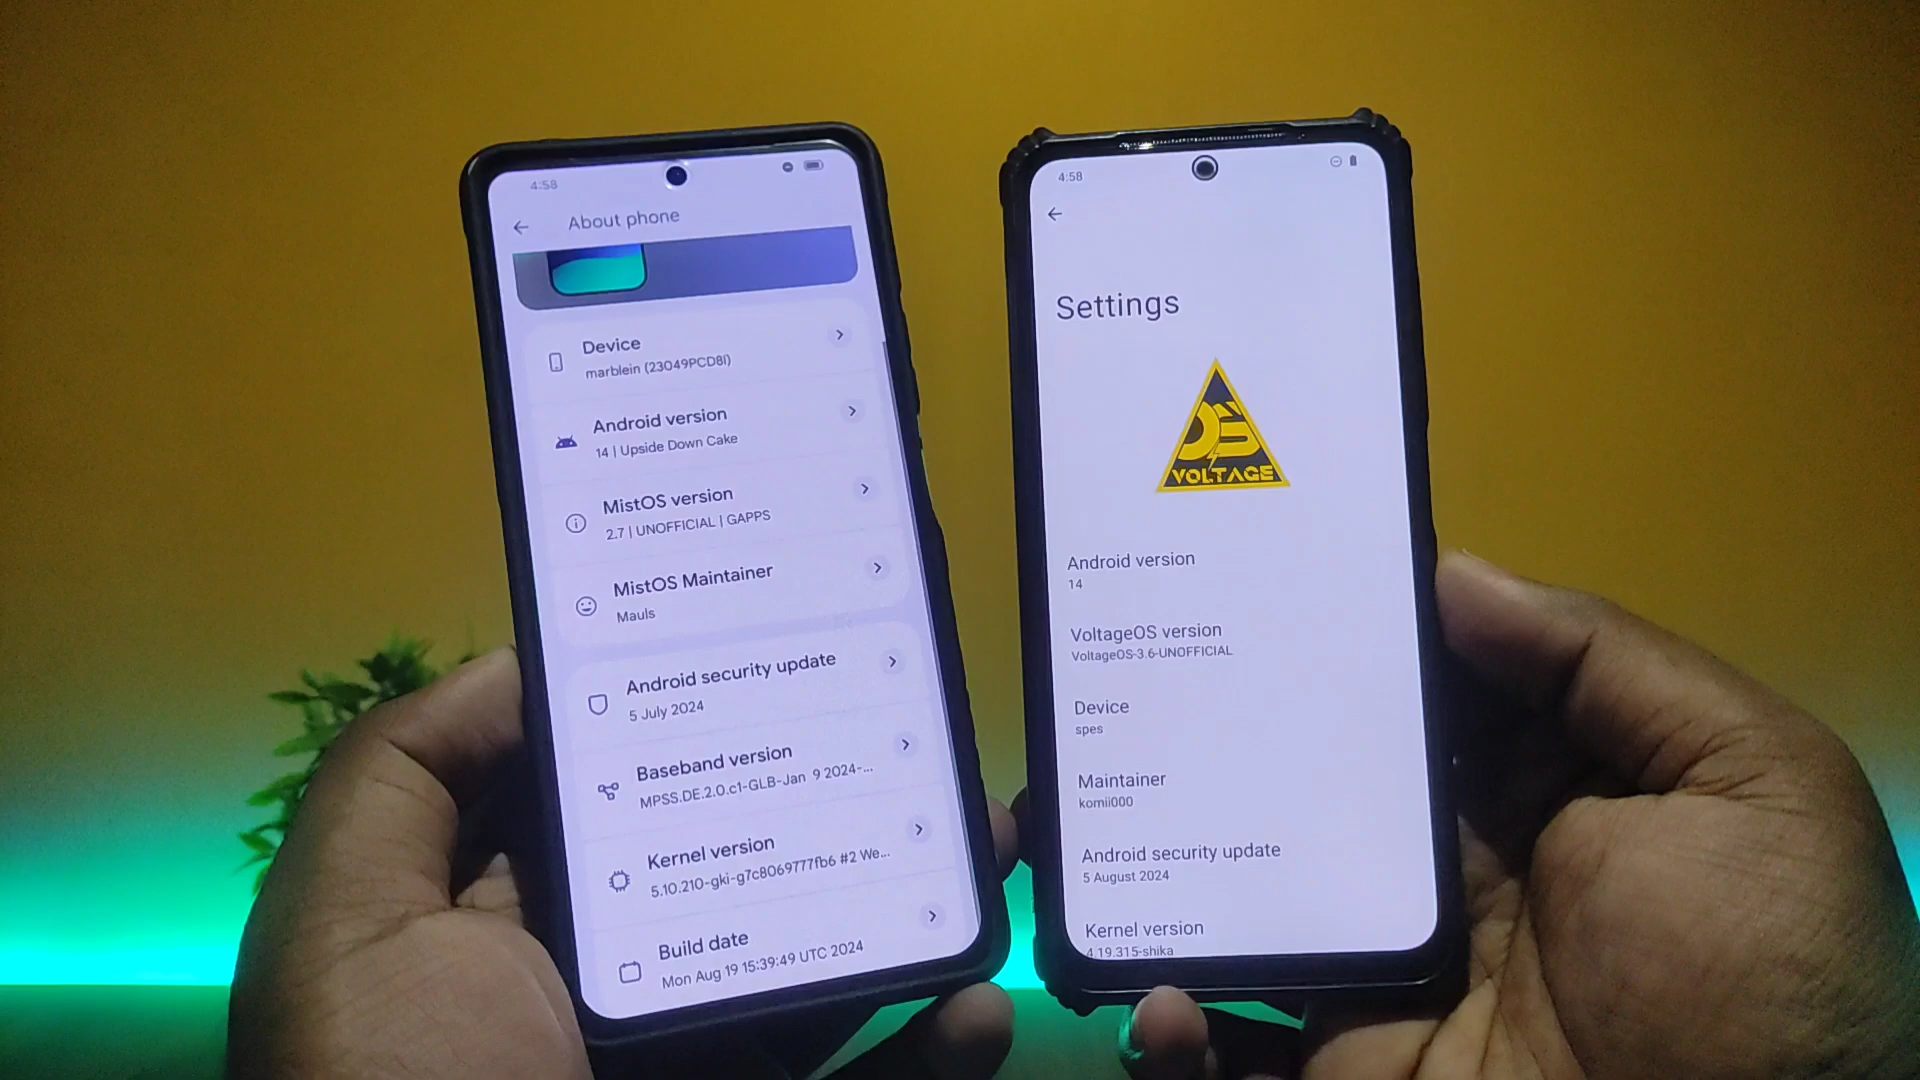 4:58
About phone
Device
marblein (23049PCD8I)
Android version
14 | Upside Down Cake
MistOS version
2.7 | UNOFFICIAL | GAPPS
MistOS Maintainer
Mauls
Android security update
5 July 2024
Baseband version
MPSS.DE.2.0.c1-GLB-Jan 9 2024-...
Kernel version
5.10.210-gki-g7c8069777fb6 #2 We...
Build date
Mon Aug 19 15:39:49 UTC 2024
4:58
Settings
OS
VOLTAGE
Android version
14
VoltageOS version
VoltageOS-3.6-UNOFFICIAL
Device
spes
Maintainer
komii000
Android security update
5 August 2024
Kernel version
4.19.315-shika